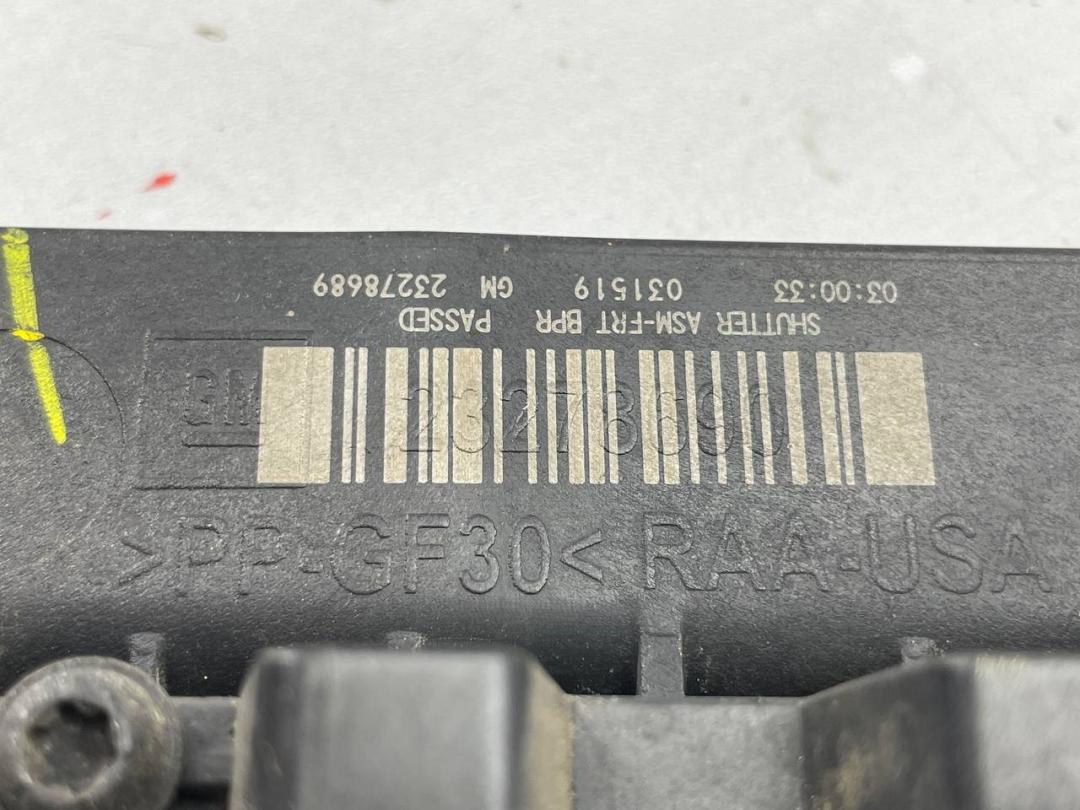 SHUTTER ASM-FRT BPR PASSED
03:00:33 031519 GM 23278689
GM 23278690
>PP-GF30< RAA-USA